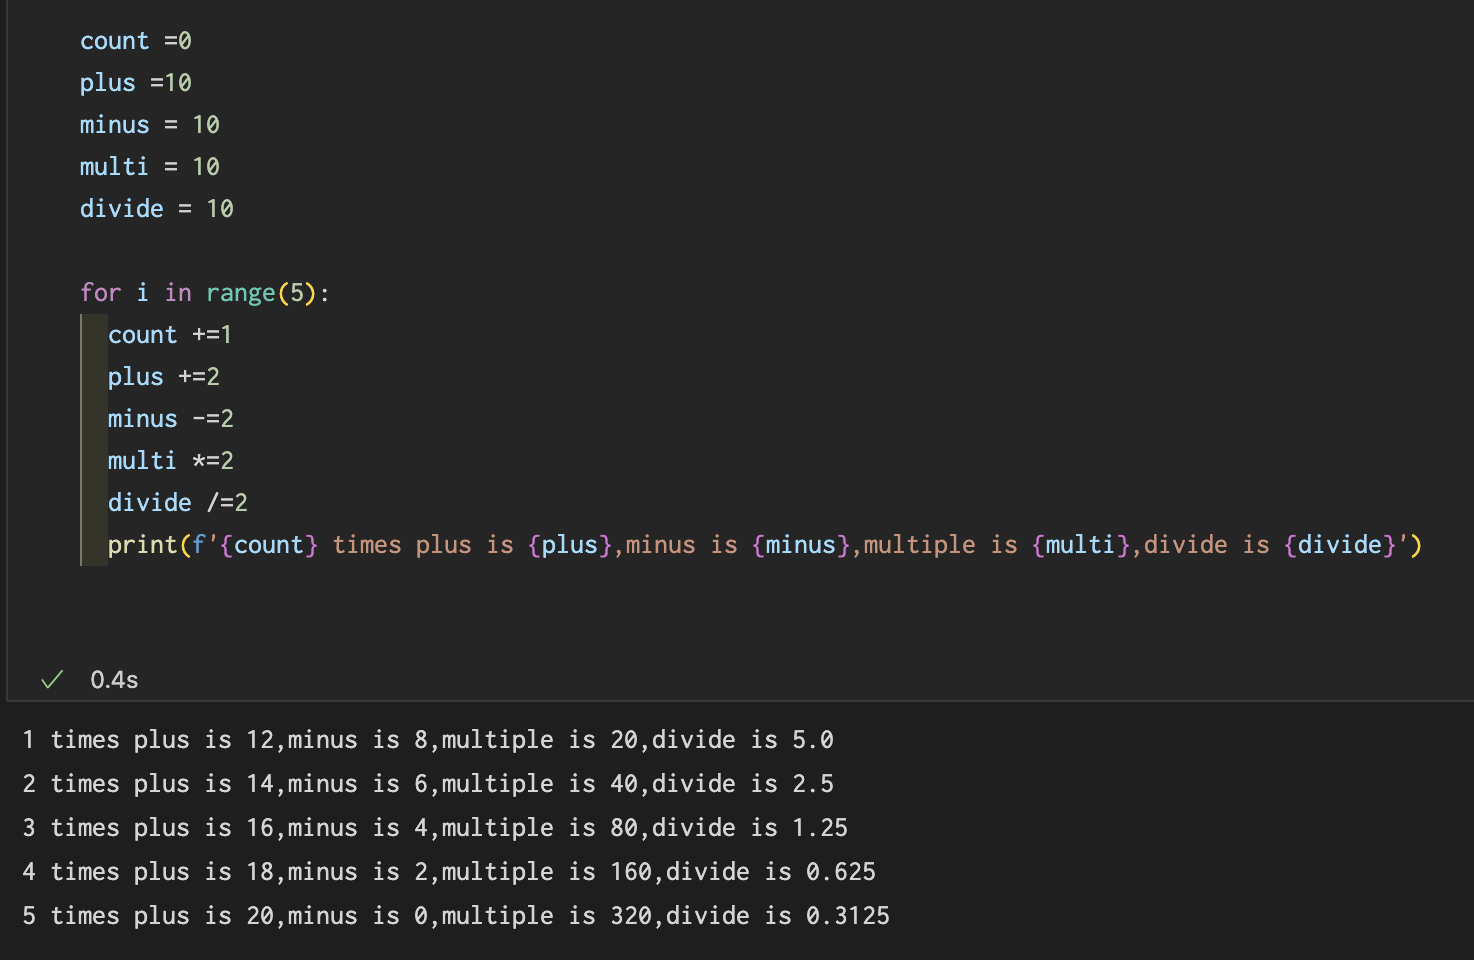 count =0
plus =10
minus = 10
multi = 10
divide = 10
for i in range(5):
count +=1
plus +=2
minus -=2
multi *=2
divide /=2
print(f'{count} times plus is {plus},minus is {minus},multiple is {multi},divide is {divide}')
0.4s
1 times plus is 12,minus is 8,multiple is 20,divide is 5.0
2 times plus is 14,minus is 6,multiple is 40,divide is 2.5
3 times plus is 16,minus is 4,multiple is 80,divide is 1.25
4 times plus is 18,minus is 2,multiple is 160,divide is 0.625
5 times plus is 20,minus is 0,multiple is 320,divide is 0.3125